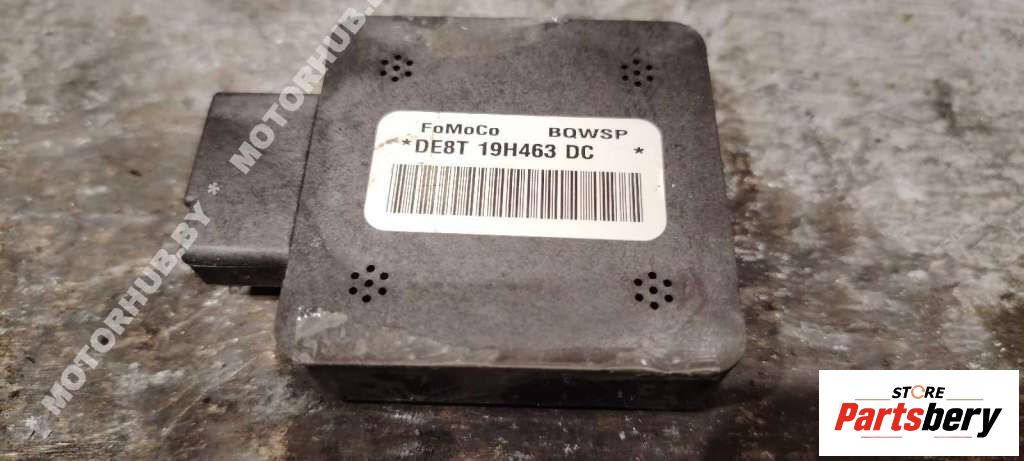 FoMoCo BQWSP
*DE8T 19H463 DC *
* MOTORHUB.BY * MOTORHUB.BY
STORE
Partsbery